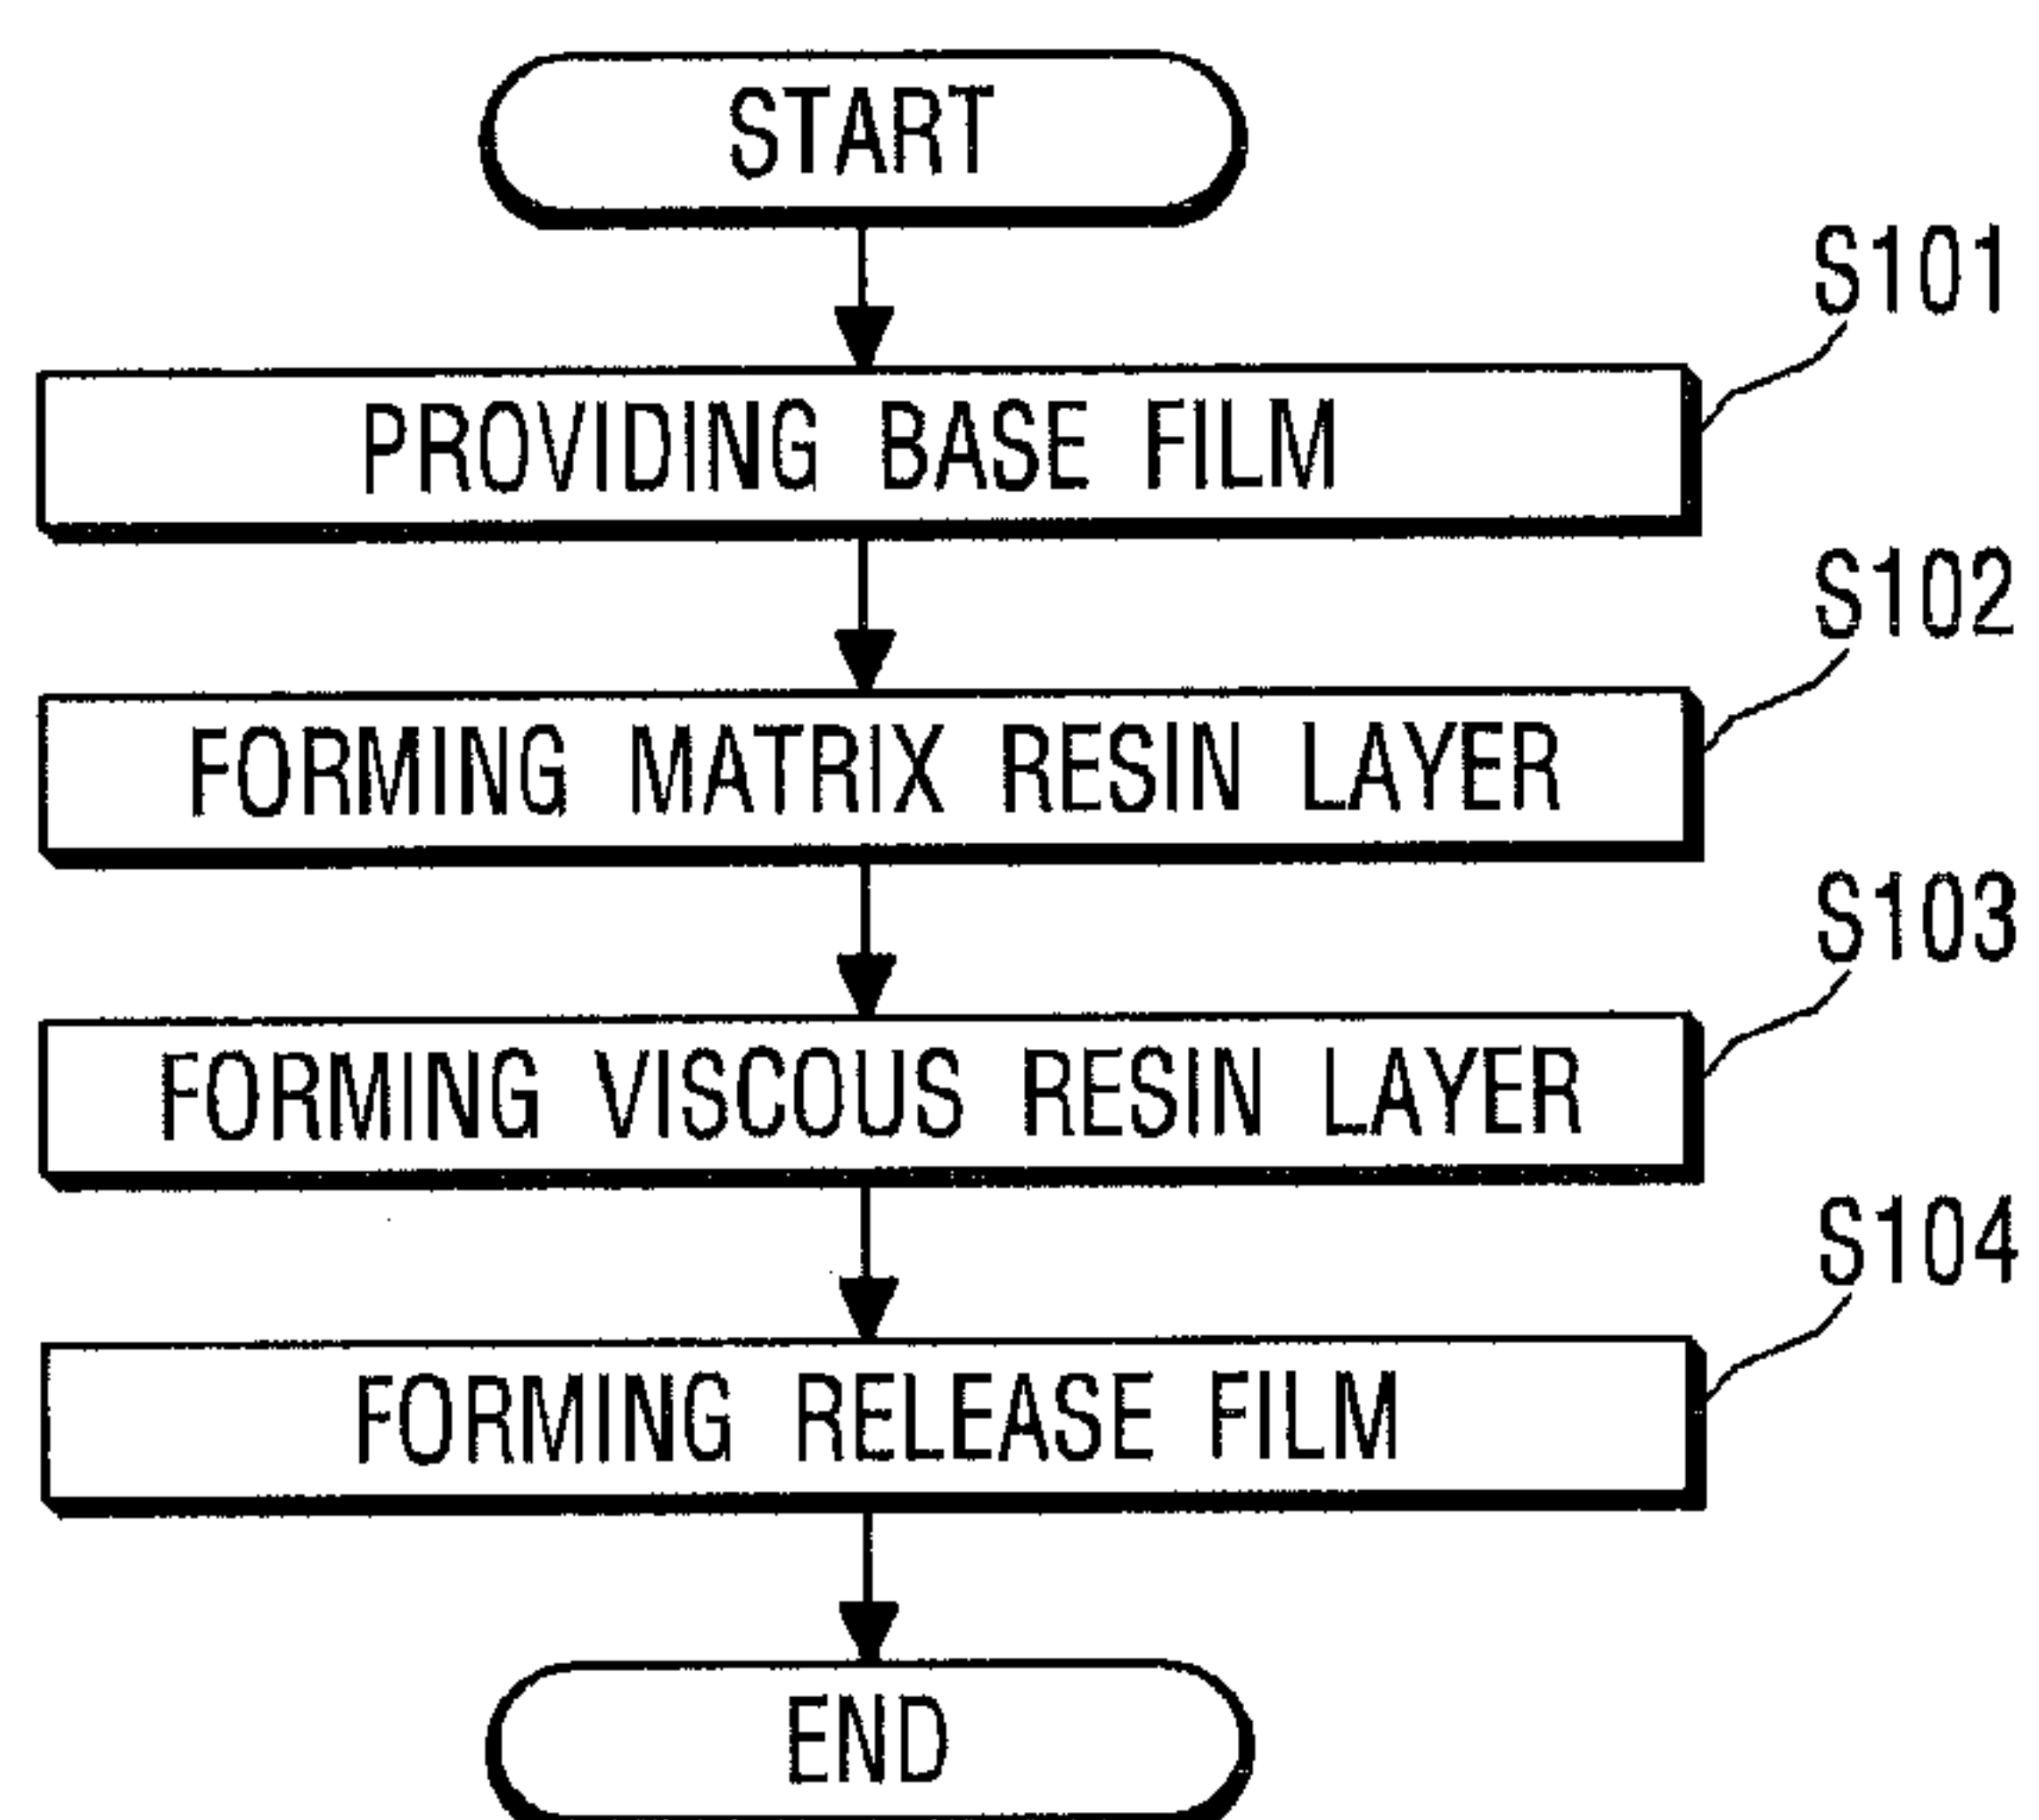 START
S101
PROVIDING BASE FILM
S102
FORMING MATRIX RESIN LAYER
S103
FORMING VISCOUS RESIN LAYER
S104
FORMING RELEASE FILM
END